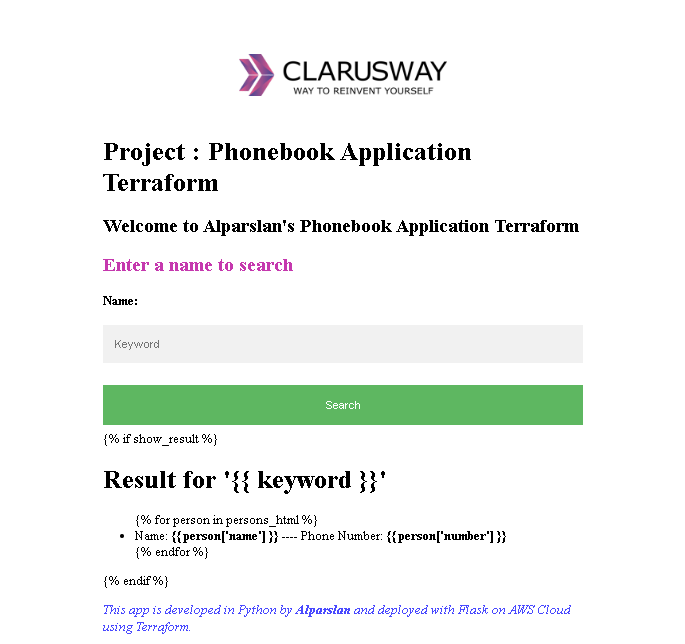 CLARUSWAY
WAY TO REINVENT YOURSELF
Project : Phonebook Application
Terraform
Welcome to Alparslan's Phonebook Application Terraform
Enter a name to search
Name:
Keyword
Search
{% if show_result %}
Result for '{{ keyword }}'
{% for person in persons_html %}
• Name: {{person['name'] }} ---- Phone Number: {{person['number'] }}
{% endfor %}
{% endif %}
This app is developed in Python by Alparslan and deployed with Flask on AWS Cloud
using Terraform.